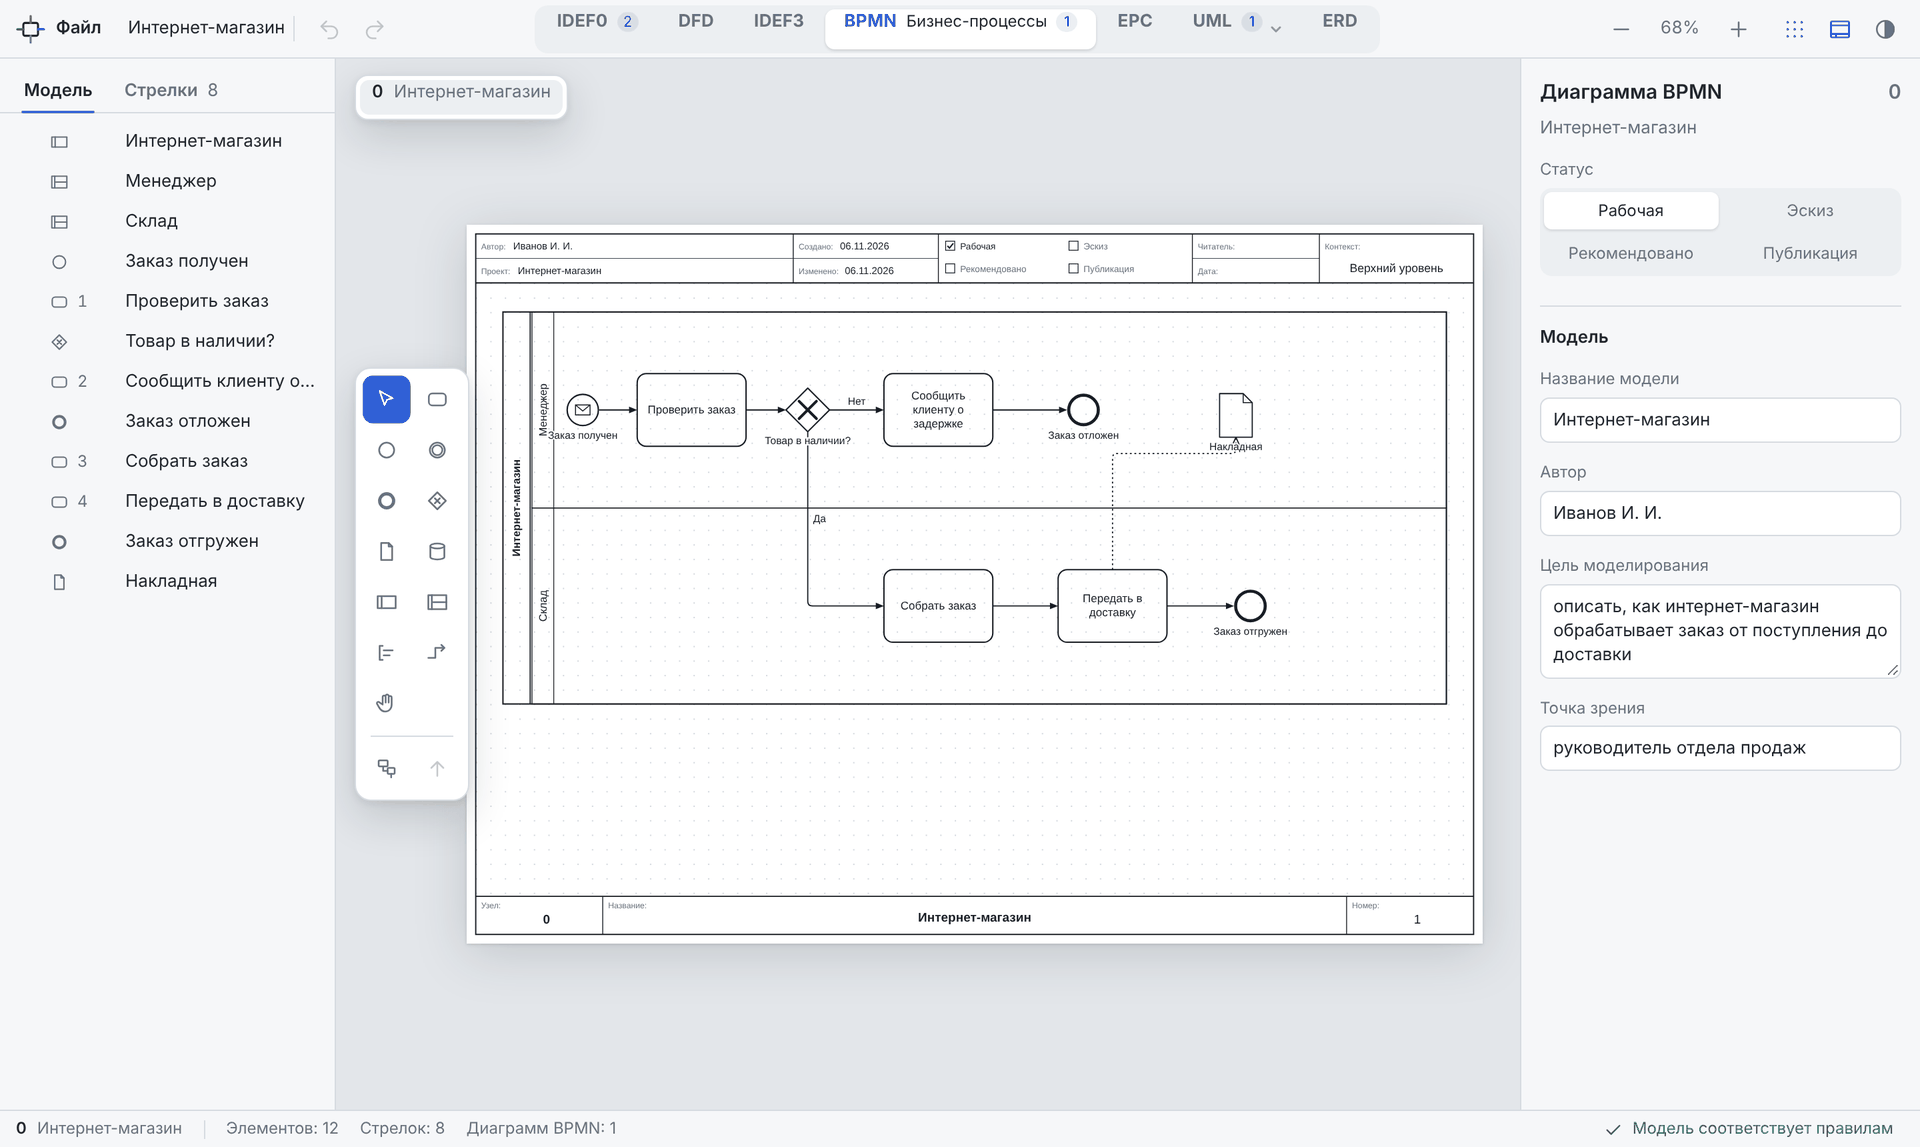 Файл Интернет-магазин IDEF0 2 DFD IDEF3 BPMN Бизнес-процессы 1 EPC UML 1 ERD 68%
Модель Стрелки 8
Интернет-магазин
Менеджер
Склад
Заказ получен
1 Проверить заказ
Товар в наличии?
2 Сообщить клиенту о...
Заказ отложен
3 Собрать заказ
4 Передать в доставку
Заказ отгружен
Накладная
0 Интернет-магазин
Автор: Иванов И. И.
Проект: Интернет-магазин
Создано: 06.11.2026
Изменено: 06.11.2026
Рабочая Эскиз
Рекомендовано Публикация
Читатель:
Дата:
Контекст:
Верхний уровень
Интернет-магазин
Менеджер
Заказ получен
Проверить заказ
Товар в наличии?
Нет
Сообщить
клиенту о
задержке
Заказ отложен
Накладная
Да
Склад
Собрать заказ
Передать в
доставку
Заказ отгружен
Узел:
0
Название:
Интернет-магазин
Номер:
1
Диаграмма BPMN 0
Интернет-магазин
Статус
Рабочая Эскиз
Рекомендовано Публикация
Модель
Название модели
Интернет-магазин
Автор
Иванов И. И.
Цель моделирования
описать, как интернет-магазин
обрабатывает заказ от поступления до
доставки
Точка зрения
руководитель отдела продаж
0 Интернет-магазин Элементов: 12 Стрелок: 8 Диаграмм BPMN: 1 Модель соответствует правилам